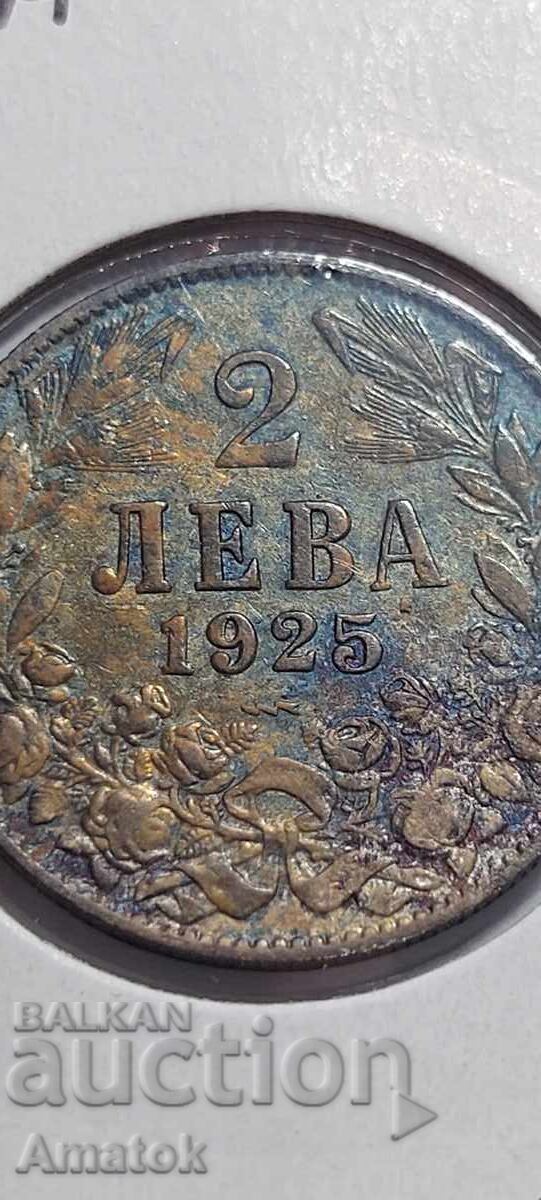 2
ЛЕВА
1925
BALKAN
auction
Amatok